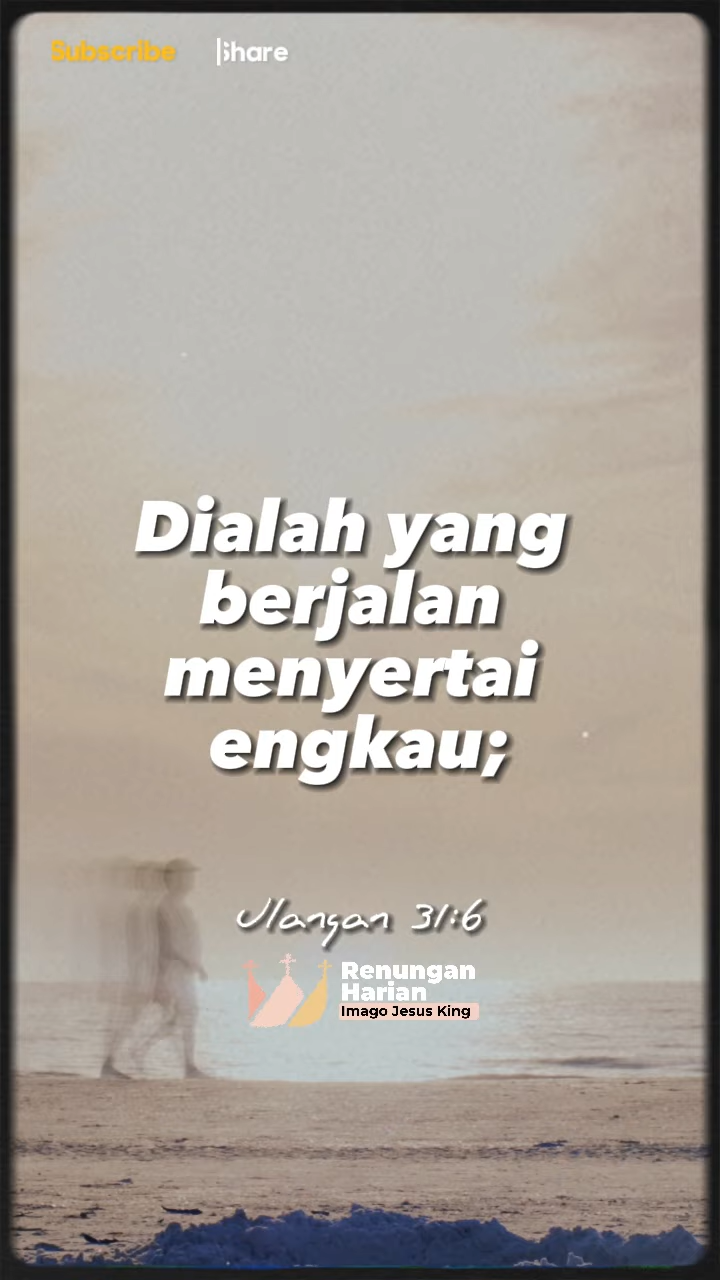 Subscribe |Share
Dialah yang
berjalan
menyertai
engkau;
Ulangan 31:6
Renungan
Harian
Imago Jesus King